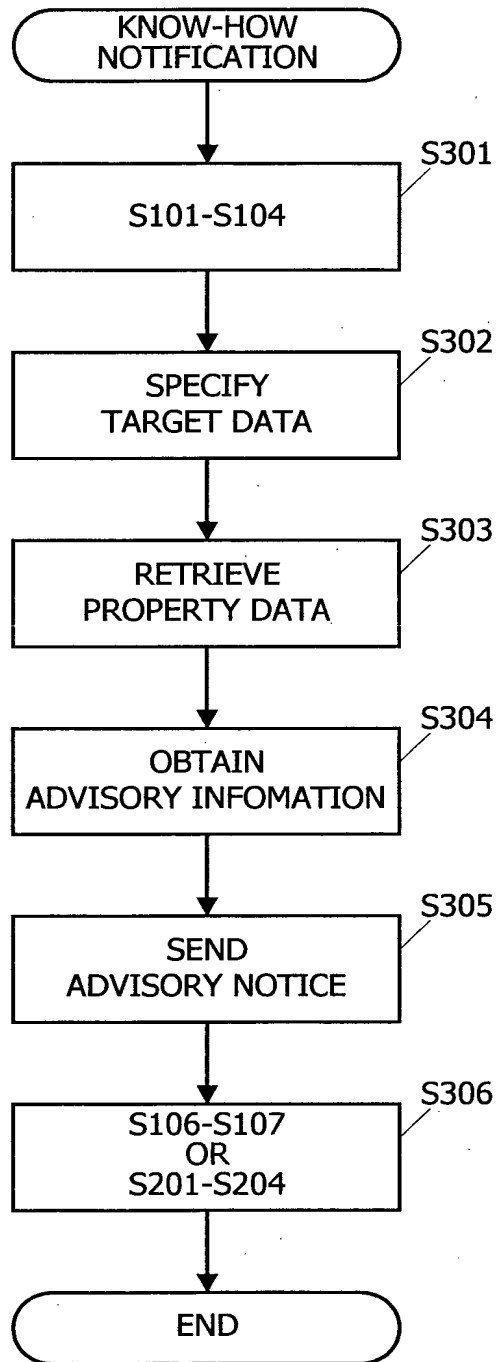 KNOW-HOW
NOTIFICATION
S301
S101-S104
S302
SPECIFY
TARGET DATA
S303
RETRIEVE
PROPERTY DATA
S304
OBTAIN
ADVISORY INFOMATION
S305
SEND
ADVISORY NOTICE
S306
S106-S107
OR
S201-S204
END